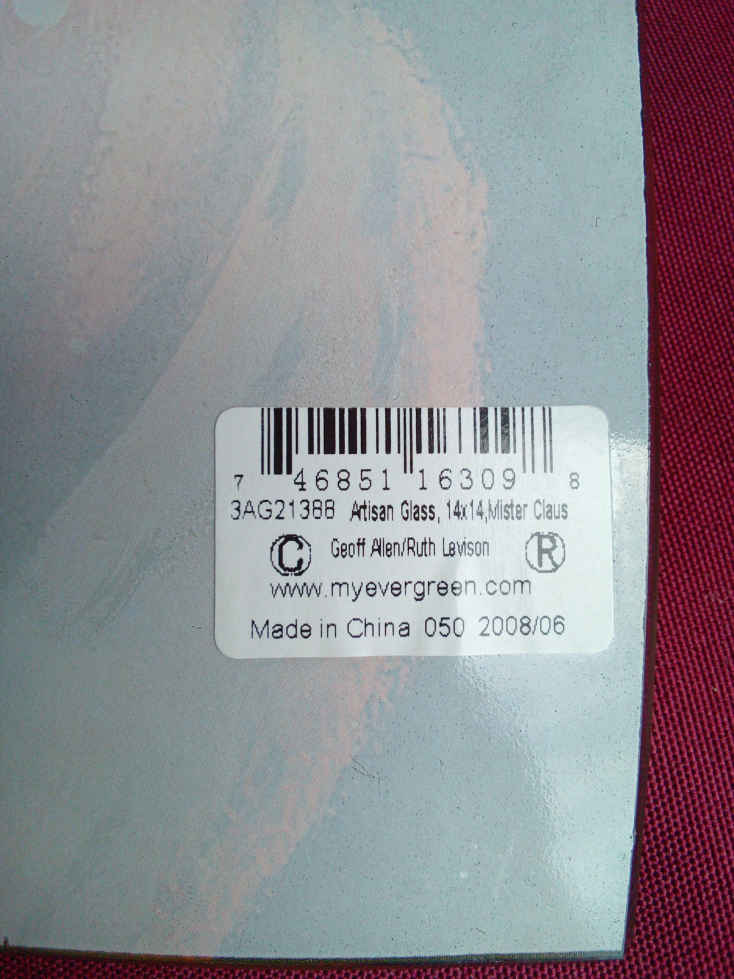 7 46851 16309 8
3AG21388 Artisan Glass, 14x14,Mister Claus
C Geoff Allen/Ruth Levison R
www.myevergreen.com
Made in China 050 2008/06